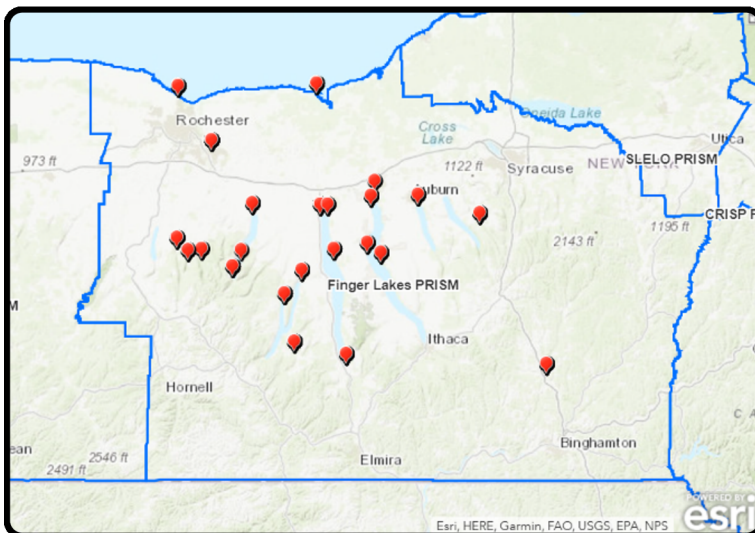 Rochester
Oneida Lake
Cross
Lake
Utica
973 ft
1122 ft
Syracuse
NEW YORK
SLELO PRISM
Auburn
CRISP P
1195 ft
2143 ft
M
Finger Lakes PRISM
Ithaca
Hornell
Binghamton
ean
2546 ft
2491 ft
Elmira
C A
POWERED BY
esri
Esri, HERE, Garmin, FAO, USGS, EPA, NPS